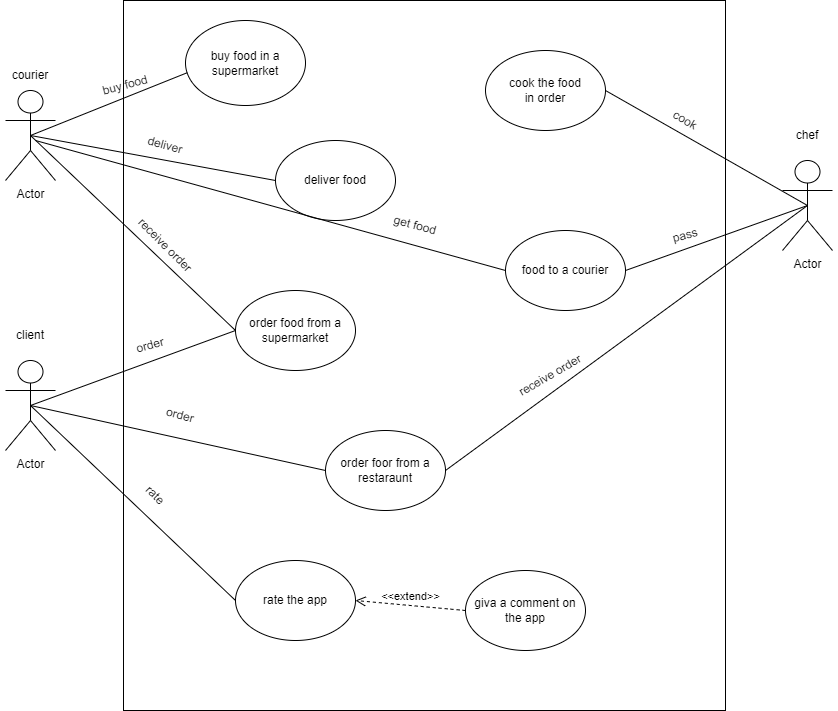 buy food in a
supermarket
courier
buy food
cook the food
in order
cook
chef
deliver
deliver food
Actor
get food
pass
receive order
food to a courier
Actor
order food from a
supermarket
client
order
receive order
order
order foor from a
restaraunt
Actor
rate
rate the app
<<extend>>
giva a comment on
the app